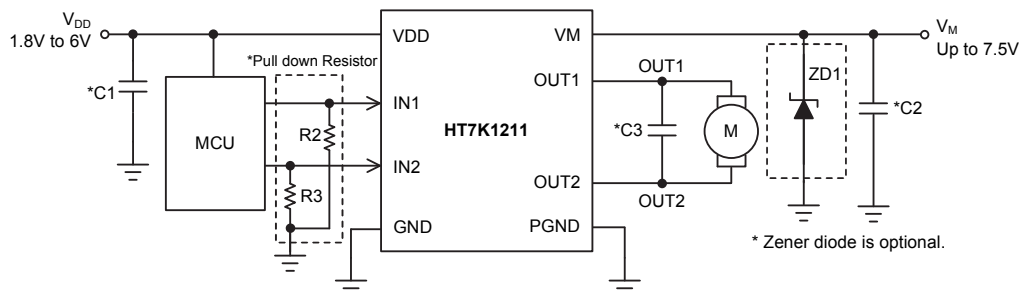 VDD
1.8V to 6V
*C1
MCU
*Pull down Resistor
R2
R3
VDD
IN1
IN2
GND
HT7K1211
VM
OUT1
OUT2
PGND
OUT1
*C3
M
OUT2
ZD1
*C2
VM
Up to 7.5V
* Zener diode is optional.